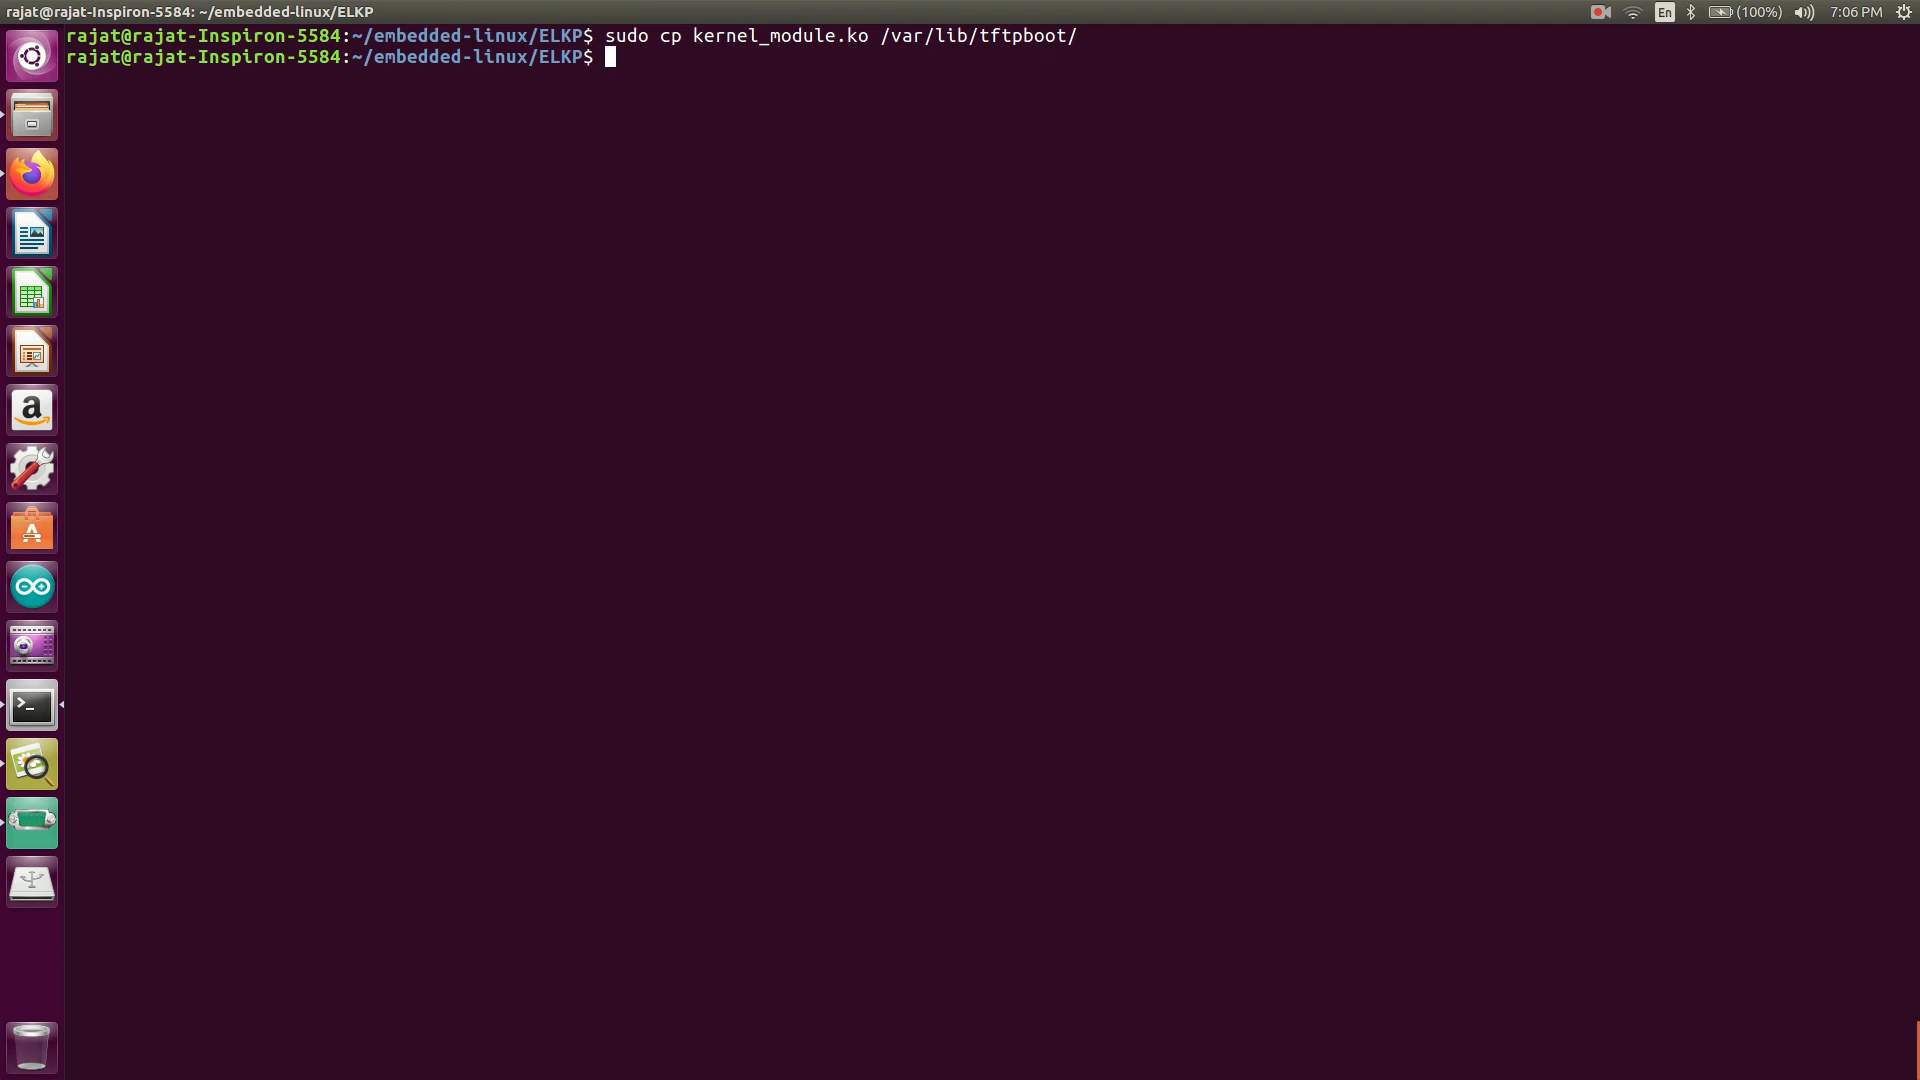 rajat@rajat-Inspiron-5584: ~/embedded-linux/ELKP
En
(100%)
7:06 PM
rajat@rajat-Inspiron-5584:~/embedded-linux/ELKP$ sudo cp kernel_module.ko /var/lib/tftpboot/
rajat@rajat-Inspiron-5584:~/embedded-linux/ELKP$